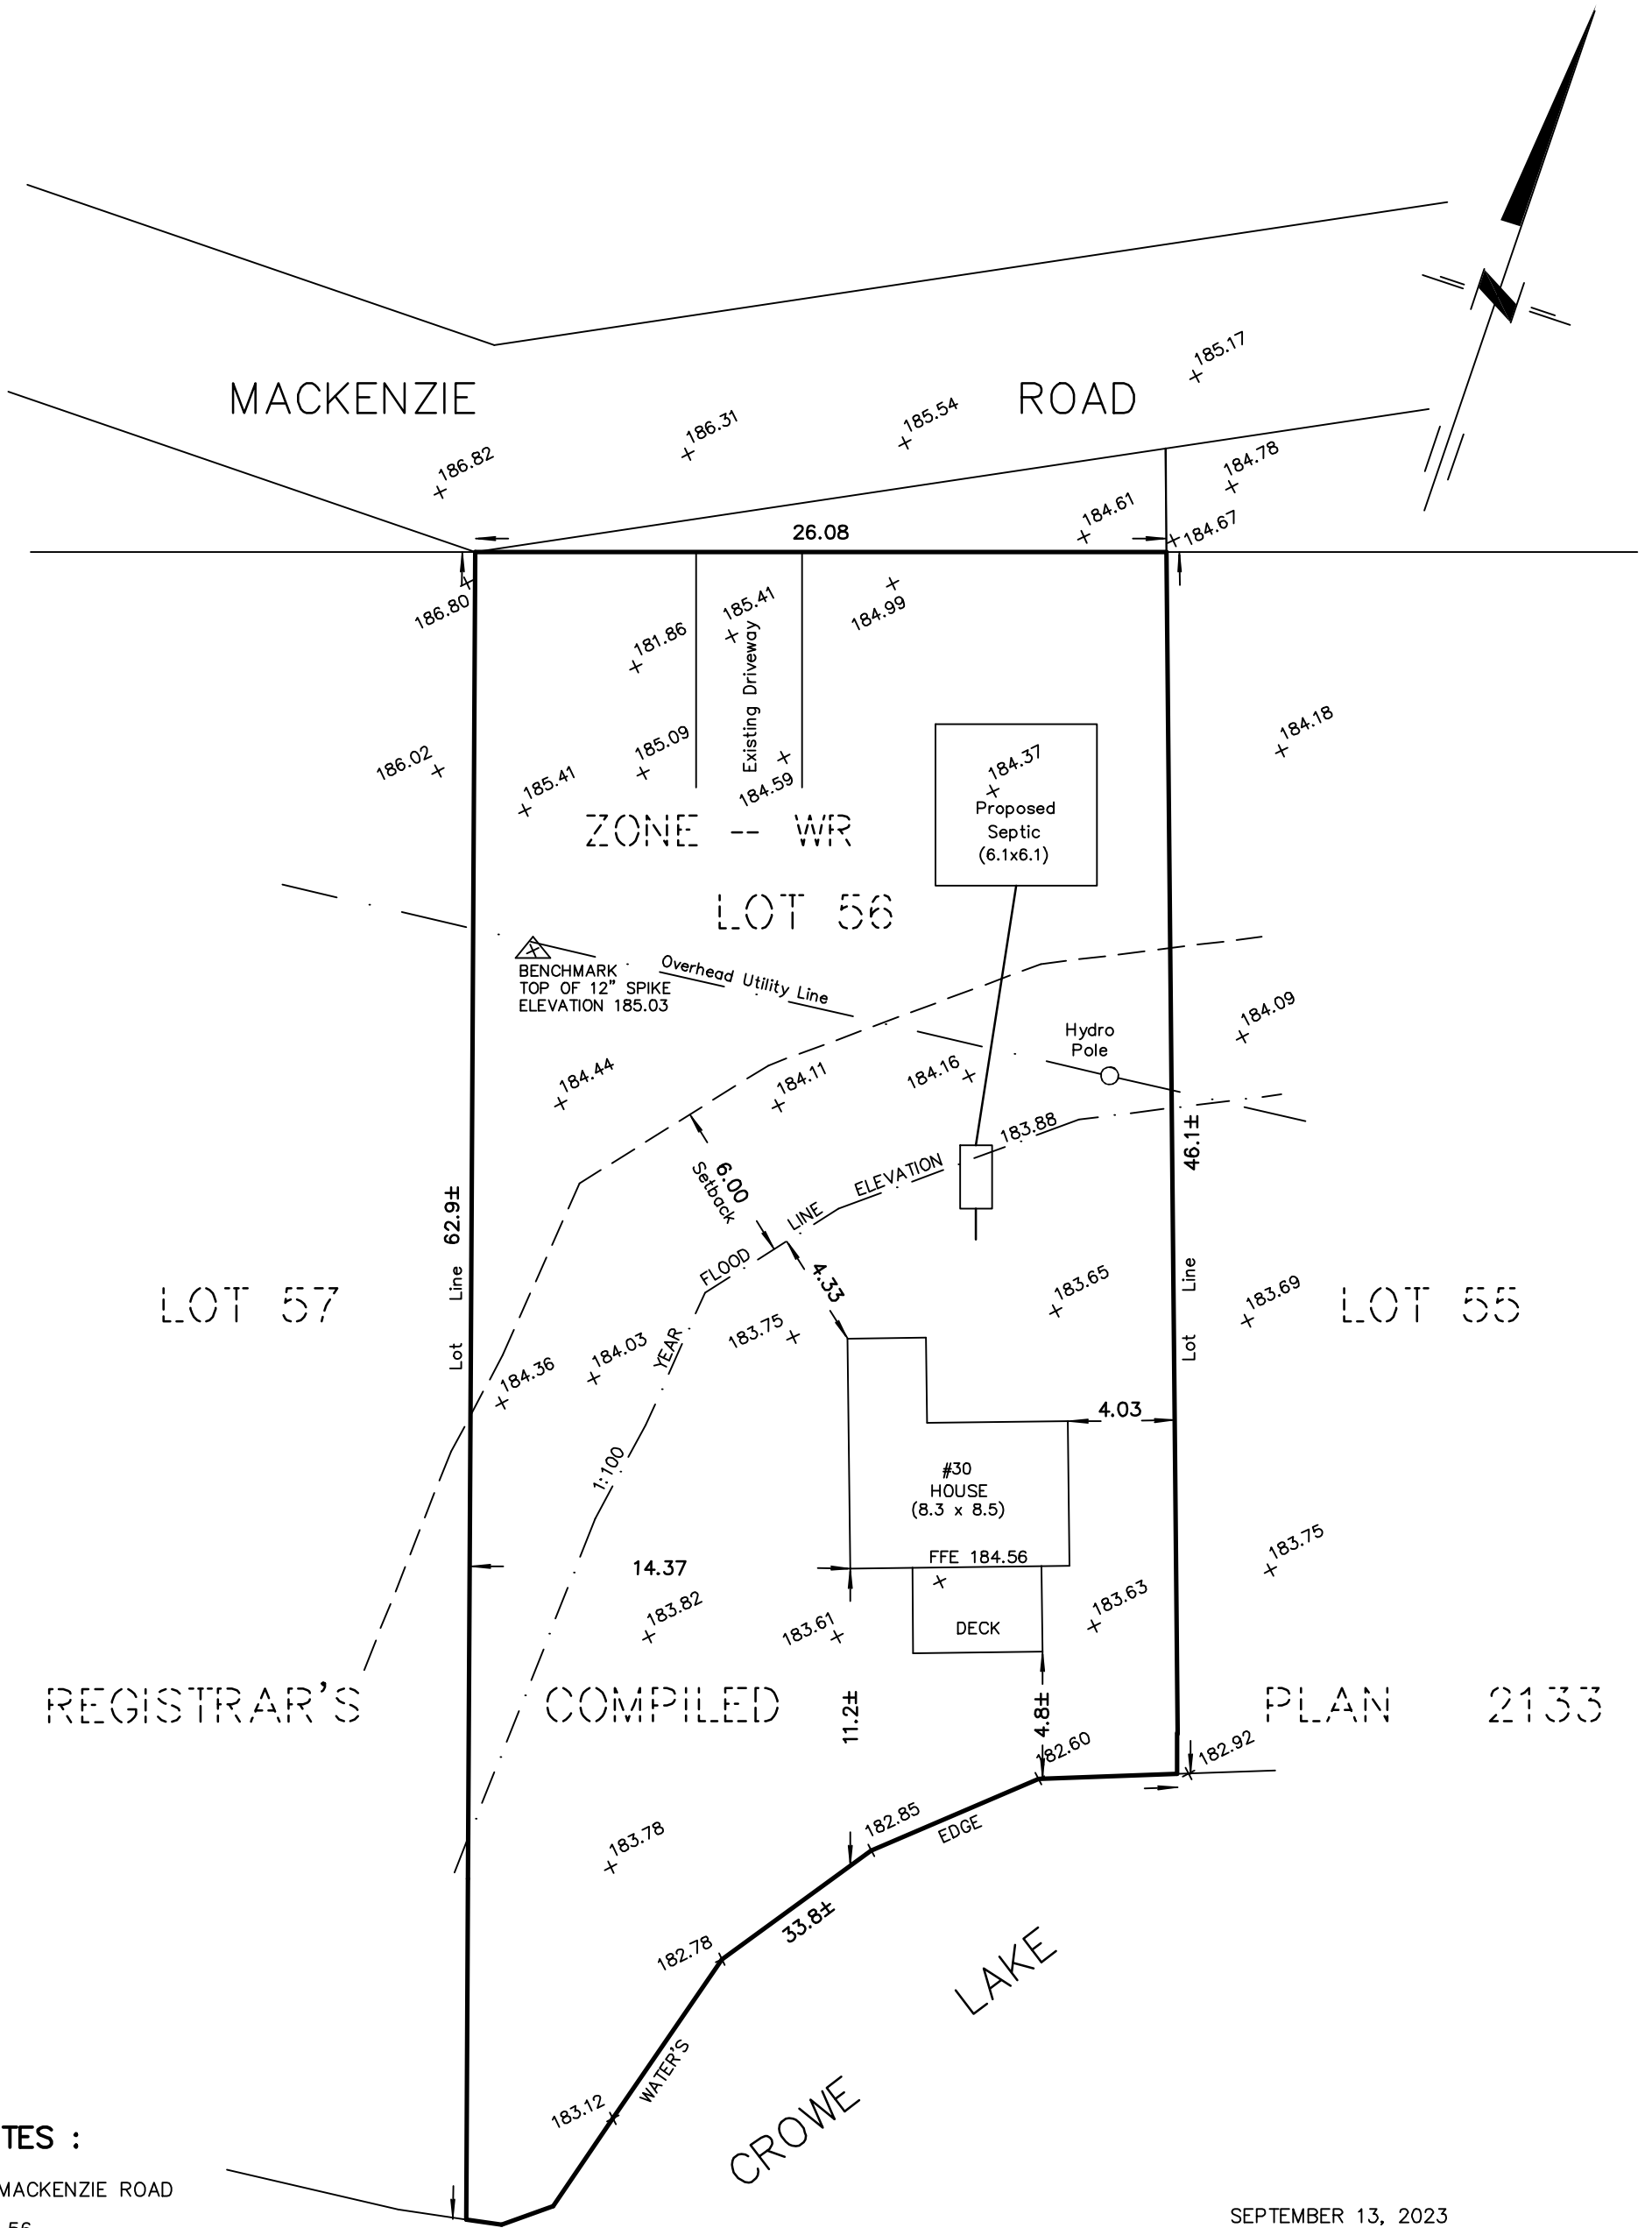 N
MACKENZIE ROAD
185.17
186.31
185.54
186.82
184.78
184.61
184.67
26.08
186.80
181.86
185.41
184.99
Existing Driveway
186.02
185.41
185.09
184.59
184.37
184.18
Proposed
Septic
(6.1x6.1)
ZONE -- WR
LOT 56
BENCHMARK
TOP OF 12" SPIKE
ELEVATION 185.03
Overhead Utility Line
Hydro
Pole
184.09
184.44
184.11
184.16
183.88
46.1±
6.00
Setback
62.9±
1:100 YEAR FLOOD LINE ELEVATION
4.33
Lot Line
Lot Line
LOT 57
LOT 55
183.65
183.69
183.75
184.03
184.36
4.03
#30
HOUSE
(8.3 x 8.5)
FFE 184.56
14.37
183.75
183.82
183.61
183.63
DECK
REGISTRAR'S COMPILED PLAN 2133
11.2±
4.8±
182.60
182.92
183.78
182.85
WATER'S EDGE
33.8±
182.78
183.12
CROWE LAKE
TES :
MACKENZIE ROAD
56
SEPTEMBER 13, 2023